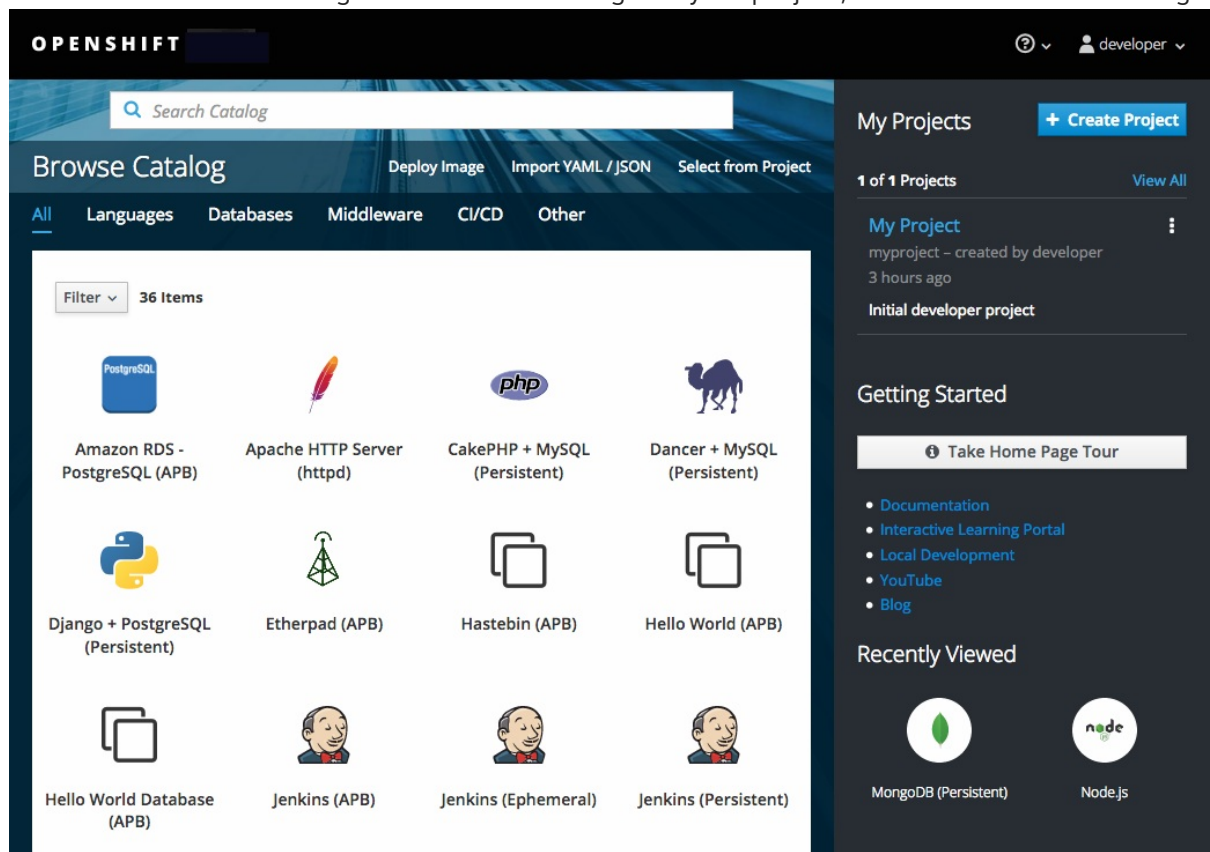 OPENSHIFT
developer
Search Catalog
My Projects
+ Create Project
Browse Catalog
Deploy Image Import YAML / JSON Select from Project
1 of 1 Projects View All
All Languages Databases Middleware CI/CD Other
My Project
myproject – created by developer
3 hours ago
Initial developer project
Filter 36 Items
PostgreSQL
php
Amazon RDS -
PostgreSQL (APB)
Apache HTTP Server
(httpd)
CakePHP + MySQL
(Persistent)
Dancer + MySQL
(Persistent)
Django + PostgreSQL
(Persistent)
Etherpad (APB)
Hastebin (APB)
Hello World (APB)
Hello World Database
(APB)
Jenkins (APB)
Jenkins (Ephemeral)
Jenkins (Persistent)
Getting Started
Take Home Page Tour
Documentation
Interactive Learning Portal
Local Development
YouTube
Blog
Recently Viewed
node
MongoDB (Persistent)
Node.js